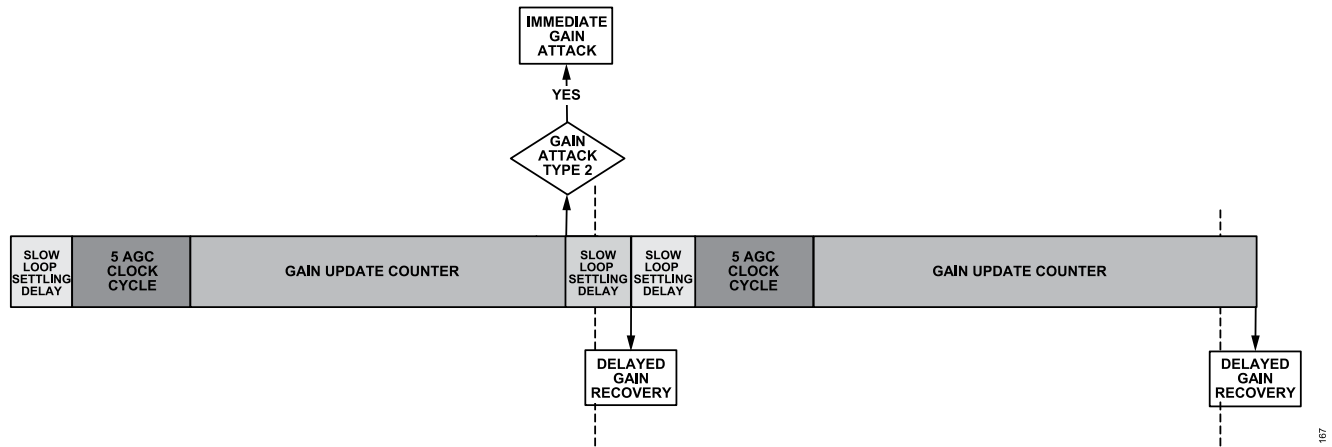 IMMEDIATE
GAIN
ATTACK
YES
GAIN
ATTACK
TYPE 2
SLOW
LOOP
SETTLING
DELAY
5 AGC
CLOCK
CYCLE
GAIN UPDATE COUNTER
SLOW
LOOP
SETTLING
DELAY
SLOW
LOOP
SETTLING
DELAY
5 AGC
CLOCK
CYCLE
GAIN UPDATE COUNTER
DELAYED
GAIN
RECOVERY
DELAYED
GAIN
RECOVERY
167